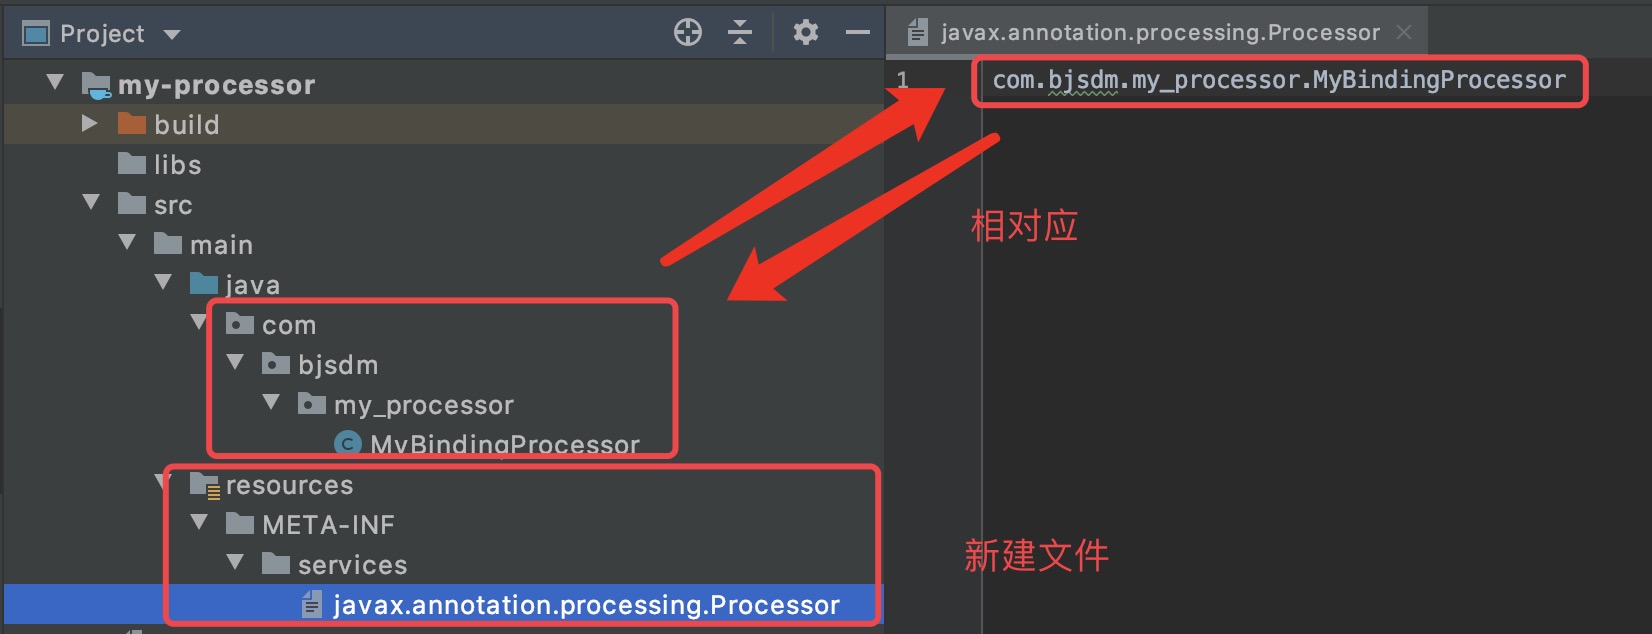 Project
my-processor
build
libs
src
main
java
com
bjsdm
my_processor
MyBindingProcessor
resources
META-INF
services
javax.annotation.processing.Processor
javax.annotation.processing.Processor
1
com.bjsdm.my_processor.MyBindingProcessor
相对应
新建文件